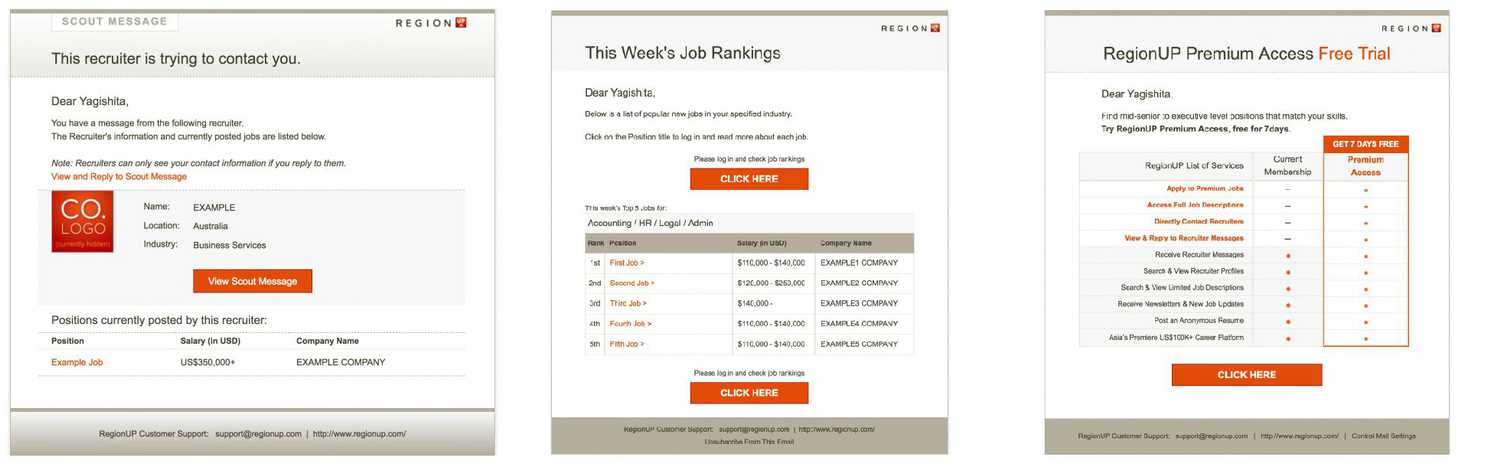 SCOUT MESSAGE
REGION UP
This recruiter is trying to contact you.
Dear Yagishita,
You have a message from the following recruiter.
The Recruiter's information and currently posted jobs are listed below.
Note: Recruiters can only see your contact information if you reply to them.
View and Reply to Scout Message
CO.
LOGO
(currently hidden)
Name: EXAMPLE
Location: Australia
Industry: Business Services
View Scout Message
Positions currently posted by this recruiter:
Position Salary (in USD) Company Name
Example Job US$350,000+ EXAMPLE COMPANY
RegionUP Customer Support: support@regionup.com | http://www.regionup.com/
REGION UP
This Week's Job Rankings
Dear Yagishita,
Below is a list of popular new jobs in your specified industry.
Click on the Position title to log in and read more about each job.
Please log in and check job rankings
CLICK HERE
This week's Top 5 Jobs for:
Accounting / HR / Legal / Admin
Rank Position Salary (in USD) Company Name
1st First Job > $110,000 - $140,000 EXAMPLE1 COMPANY
2nd Second Job > $120,000 - $250,000 EXAMPLE2 COMPANY
3rd Third Job > $140,000 - EXAMPLE3 COMPANY
4th Fourth Job > $110,000 - $140,000 EXAMPLE4 COMPANY
5th Fifth Job > $110,000 - $140,000 EXAMPLE5 COMPANY
Please log in and check job rankings
CLICK HERE
RegionUP Customer Support: support@regionup.com | http://www.regionup.com/
Unsubscribe From This Email
REGION UP
RegionUP Premium Access Free Trial
Dear Yagishita,
Find mid-senior to executive level positions that match your skills.
Try RegionUP Premium Access, free for 7days.
GET 7 DAYS FREE
RegionUP List of Services Current Membership Premium Access
Apply to Premium Jobs
Access Full Job Descriptions
Directly Contact Recruiters
View & Reply to Recruiter Messages
Receive Recruiter Messages
Search & View Recruiter Profiles
Search & View Limited Job Descriptions
Receive Newsletters & New Job Updates
Post an Anonymous Resume
Asia's Premiere US$100K+ Career Platform
CLICK HERE
RegionUP Customer Support: support@regionup.com | http://www.regionup.com/ | Control Mail Settings